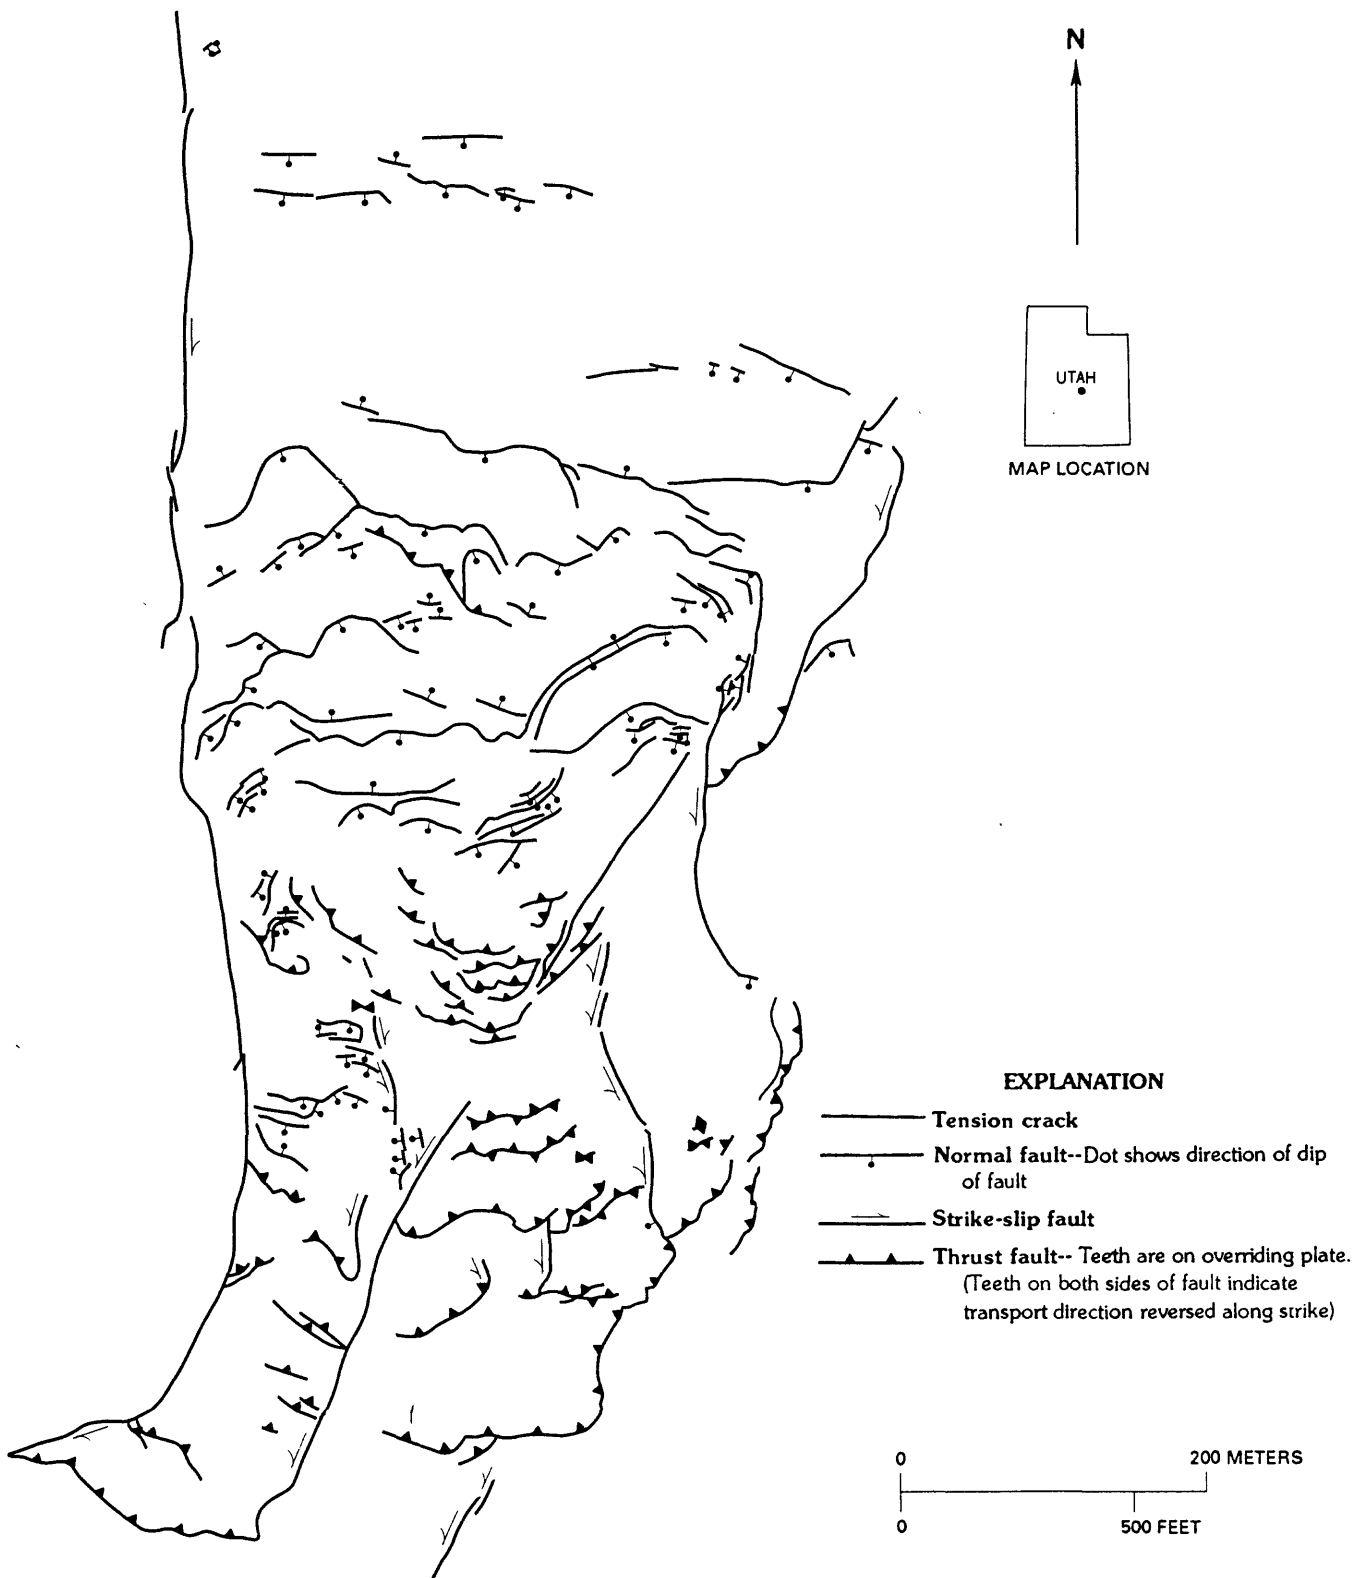 N
UTAH
MAP LOCATION
EXPLANATION
Tension crack
Normal fault--Dot shows direction of dip
of fault
Strike-slip fault
Thrust fault-- Teeth are on overriding plate.
(Teeth on both sides of fault indicate
transport direction reversed along strike)
0 200 METERS
0 500 FEET